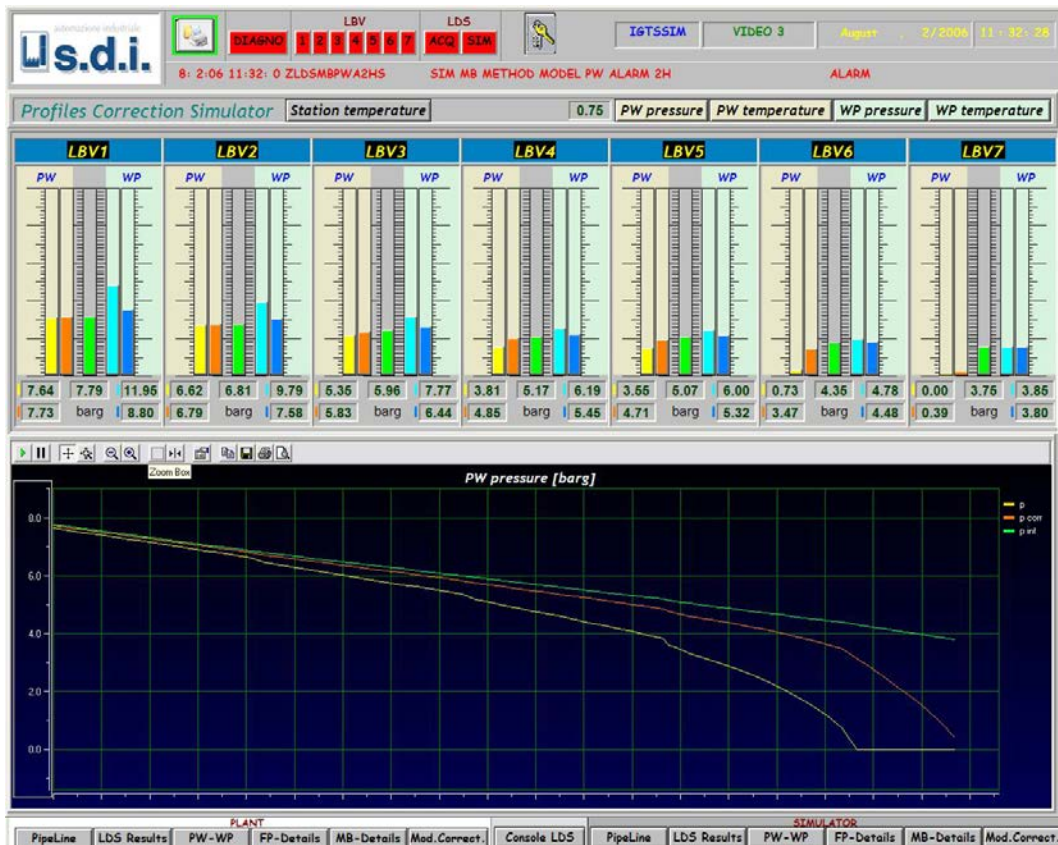 automazione industriale
s.d.i.
DIAGNO
LBV
1 2 3 4 5 6 7
LDS
ACQ SIM
IGTSSIM
VIDEO 3
August , 2/2006 11: 32: 28
8: 2:06 11:32: 0 ZLDSMBPWA2HS SIM MB METHOD MODEL PW ALARM 2H ALARM
Profiles Correction Simulator
Station temperature
0.75
PW pressure
PW temperature
WP pressure
WP temperature
LBV1 LBV2 LBV3 LBV4 LBV5 LBV6 LBV7
PW WP PW WP PW WP PW WP PW WP PW WP PW WP
7.64 7.79 11.95 6.62 6.81 9.79 5.35 5.96 7.77 3.81 5.17 6.19 3.55 5.07 6.00 0.73 4.35 4.78 0.00 3.75 3.85
7.73 barg 8.80 6.79 barg 7.58 5.83 barg 6.44 4.85 barg 5.45 4.71 barg 5.32 3.47 barg 4.48 0.39 barg 3.80
Zoom Box
PW pressure [barg]
8.0
6.0
4.0
2.0
0.0
p
p corr
p int
PLANT
PipeLine LDS Results PW-WP FP-Details MB-Details Mod.Correct.
Console LDS
SIMULATOR
PipeLine LDS Results PW-WP FP-Details MB-Details Mod.Correct.